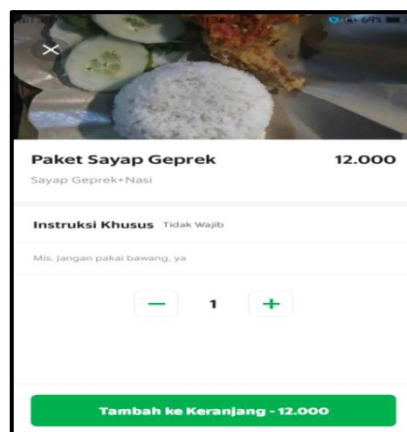 Paket Sayap Geprek 12.000
Sayap Geprek+Nasi
Instruksi Khusus Tidak Wajib
Mis. Jangan pakai bawang, ya
1
Tambah ke Keranjang - 12.000